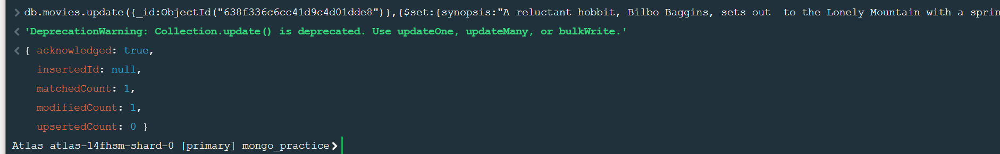 > db.movies.update({_id:ObjectId("638f336c6cc41d9c4d01dde8")},{$set:{synopsis:"A reluctant hobbit, Bilbo Baggins, sets out  to the Lonely Mountain with a sprin
< 'DeprecationWarning: Collection.update() is deprecated. Use updateOne, updateMany, or bulkWrite.'
< { acknowledged: true,
insertedId: null,
matchedCount: 1,
modifiedCount: 1,
upsertedCount: 0 }
Atlas atlas-14fhsm-shard-0 [primary] mongo_practice>